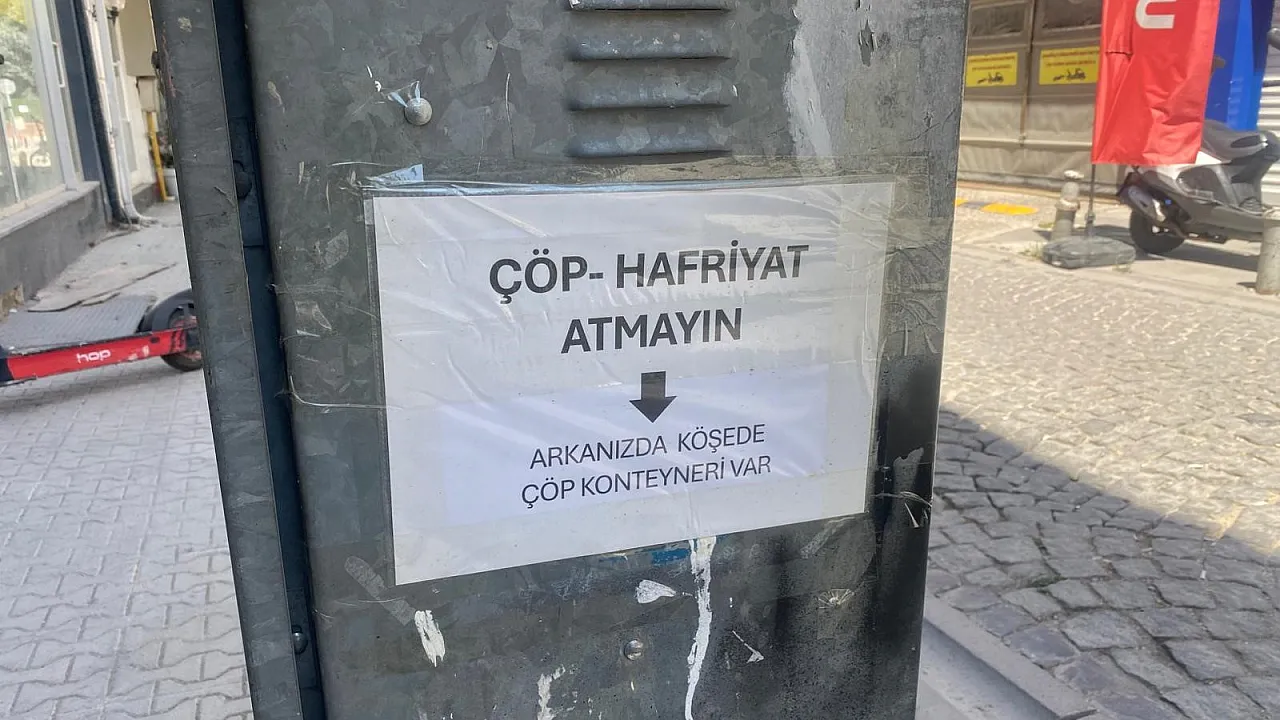 ÇÖP- HAFRİYAT
ATMAYIN
ARKANIZDA KÖŞEDE
ÇÖP KONTEYNERİ VAR
hop